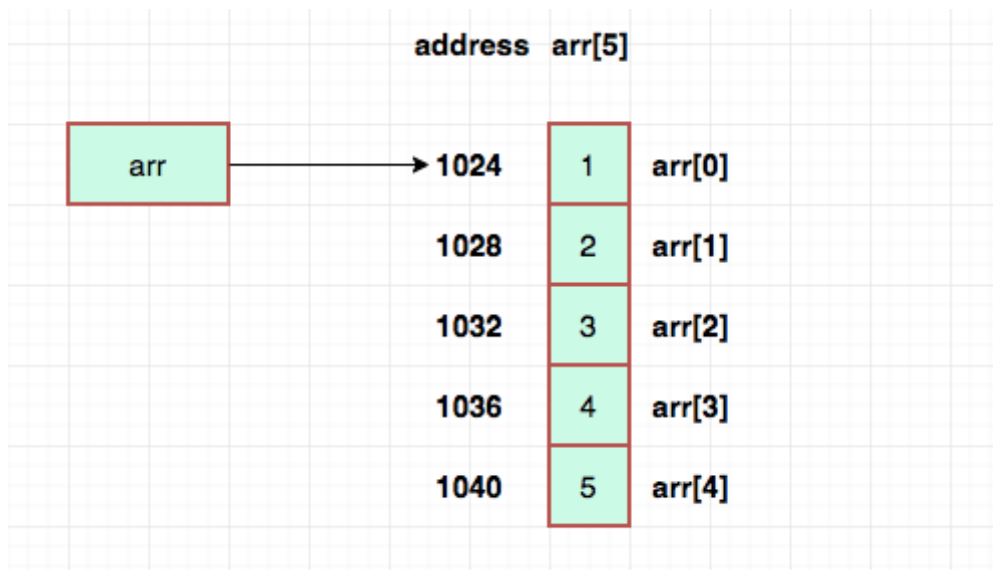 address arr[5]
arr 1024 1 arr[0]
1028 2 arr[1]
1032 3 arr[2]
1036 4 arr[3]
1040 5 arr[4]